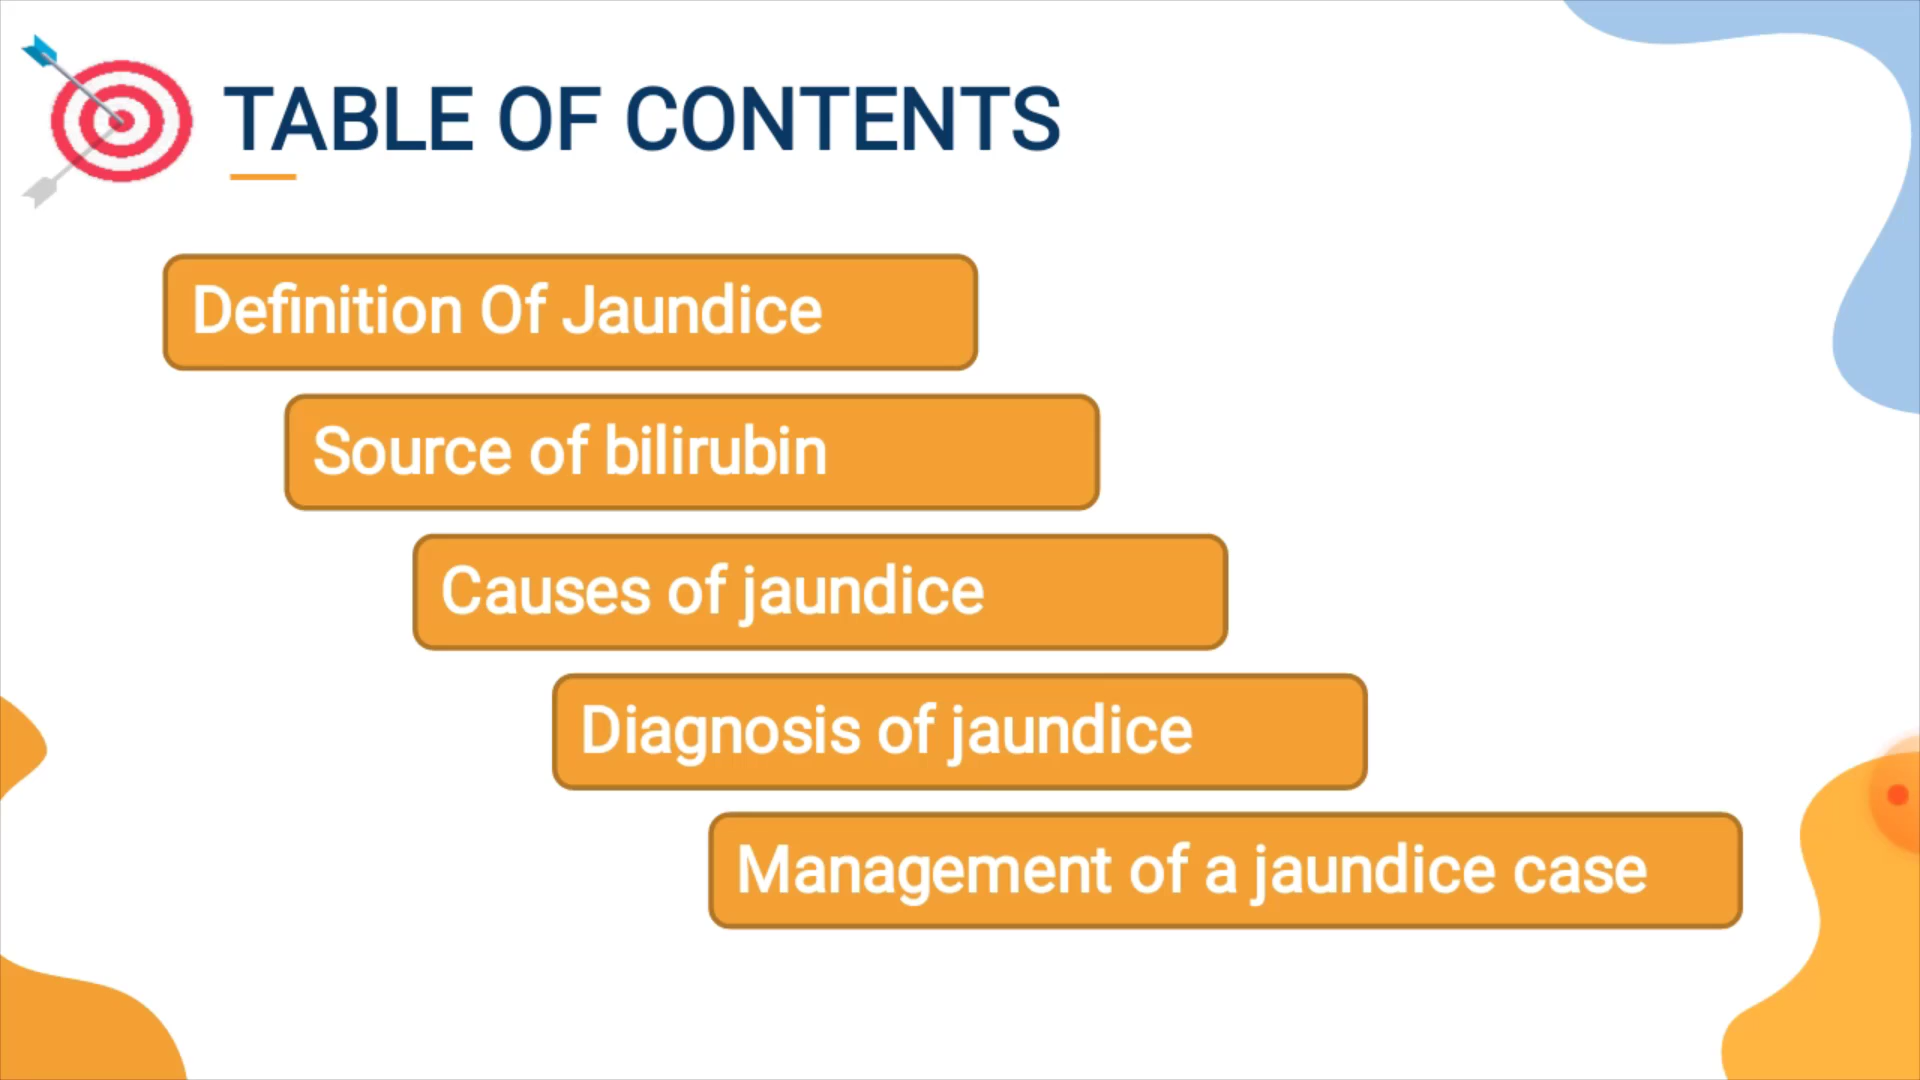 TABLE OF CONTENTS
Definition Of Jaundice
Source of bilirubin
Causes of jaundice
Diagnosis of jaundice
Management of a jaundice case